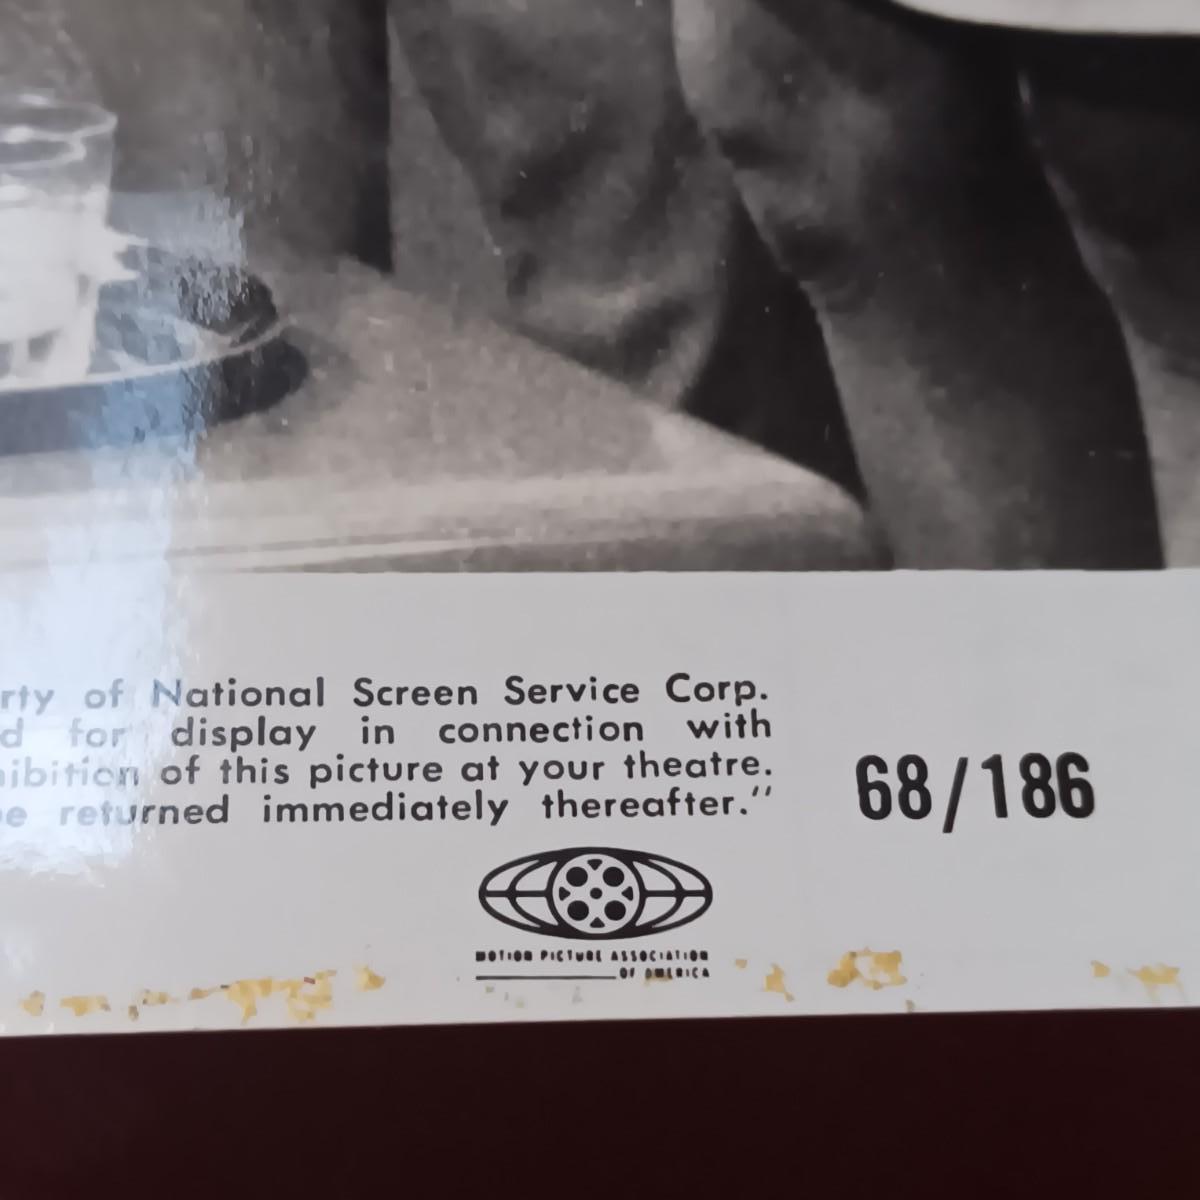 rty of National Screen Service Corp.
d for display in connection with
ibition of this picture at your theatre.
e returned immediately thereafter."
68/186
MOTION PICTURE ASSOCIATION
OF AMERICA